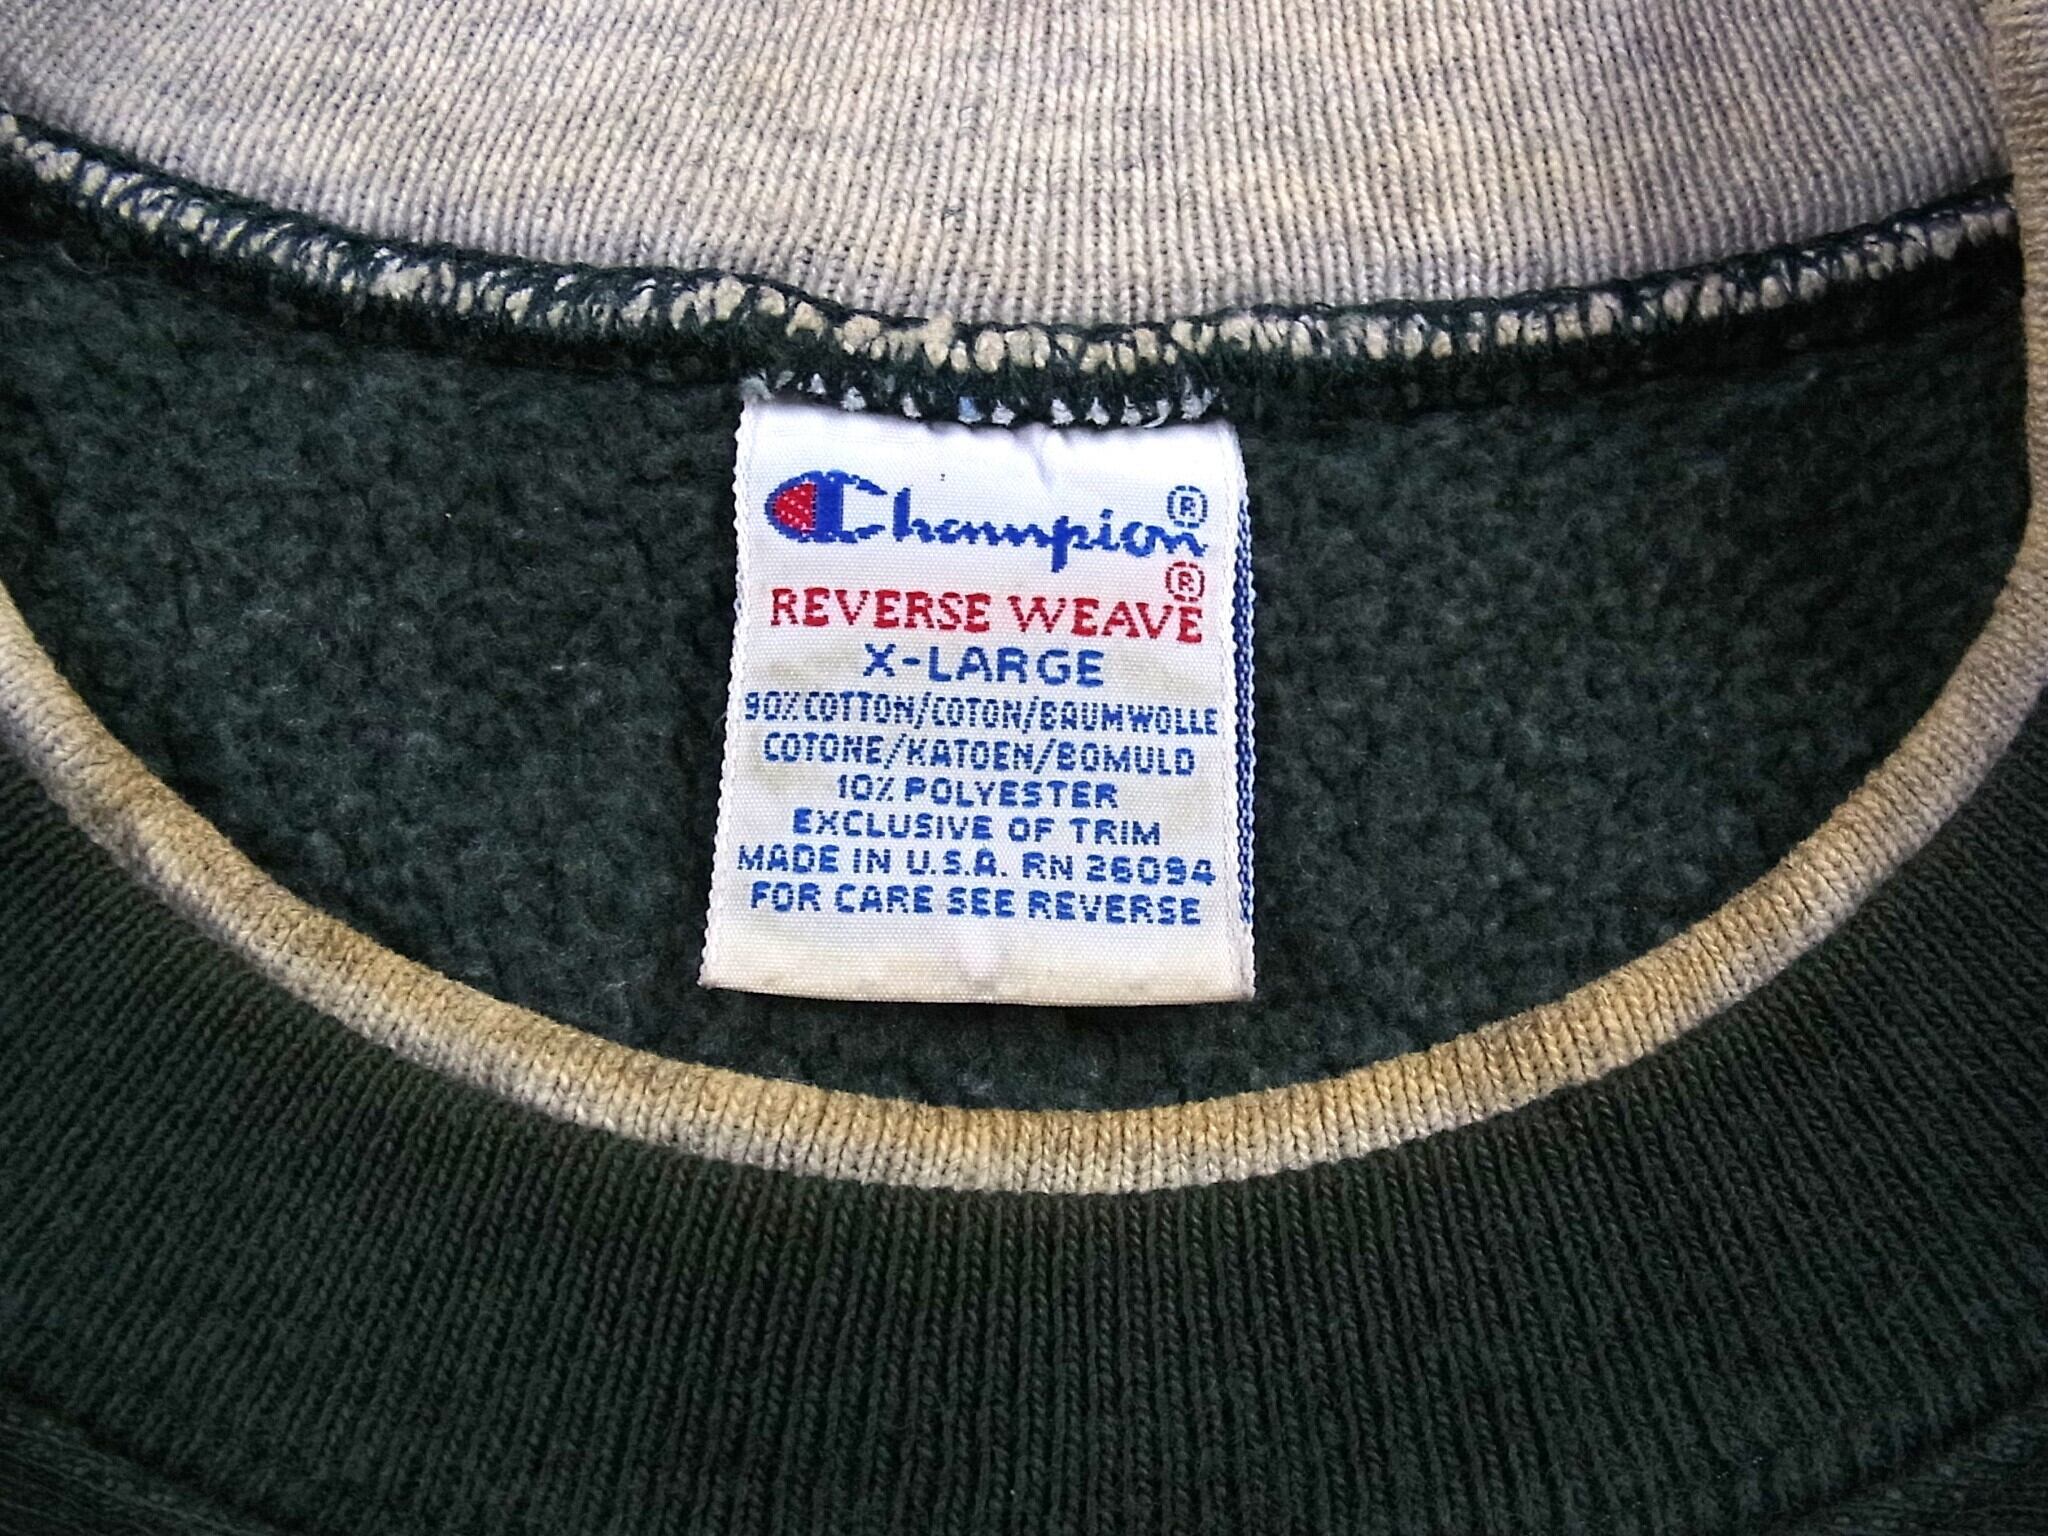 Champion®
REVERSE WEAVE®
X-LARGE
90% COTTON/COTON/BAUMWOLLE
COTONE/KATOEN/BOMULD
10% POLYESTER
EXCLUSIVE OF TRIM
MADE IN U.S.A. RN 26094
FOR CARE SEE REVERSE